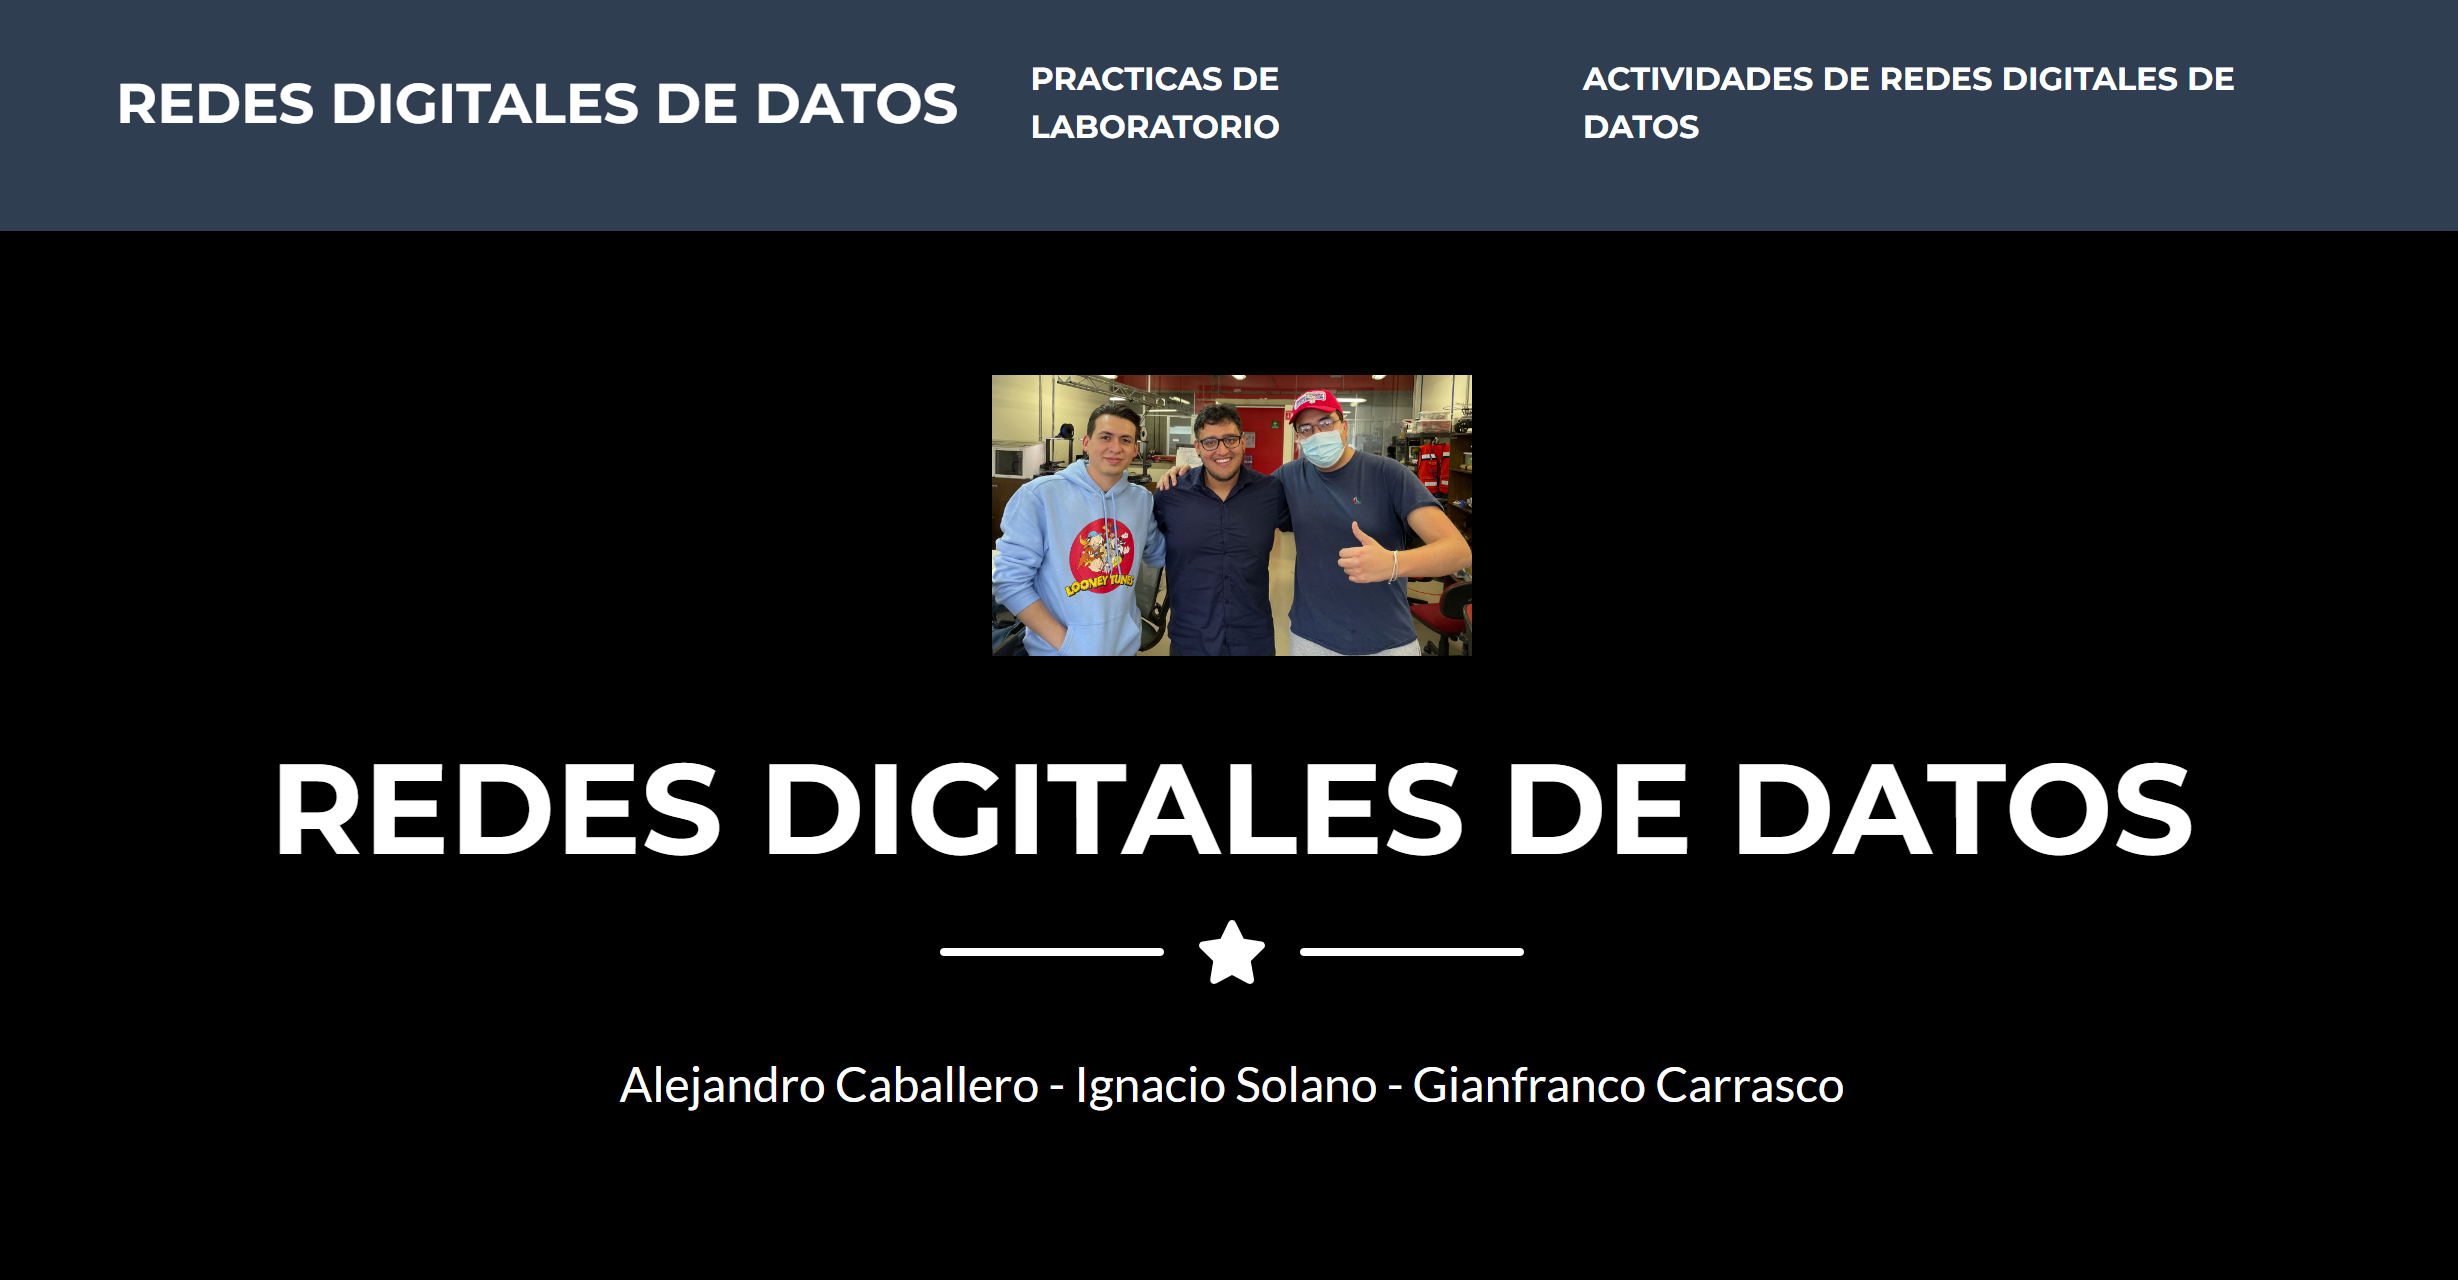 REDES DIGITALES DE DATOS
PRACTICAS DE
LABORATORIO
ACTIVIDADES DE REDES DIGITALES DE
DATOS
LOONEY TUNES
REDES DIGITALES DE DATOS
Alejandro Caballero - Ignacio Solano - Gianfranco Carrasco